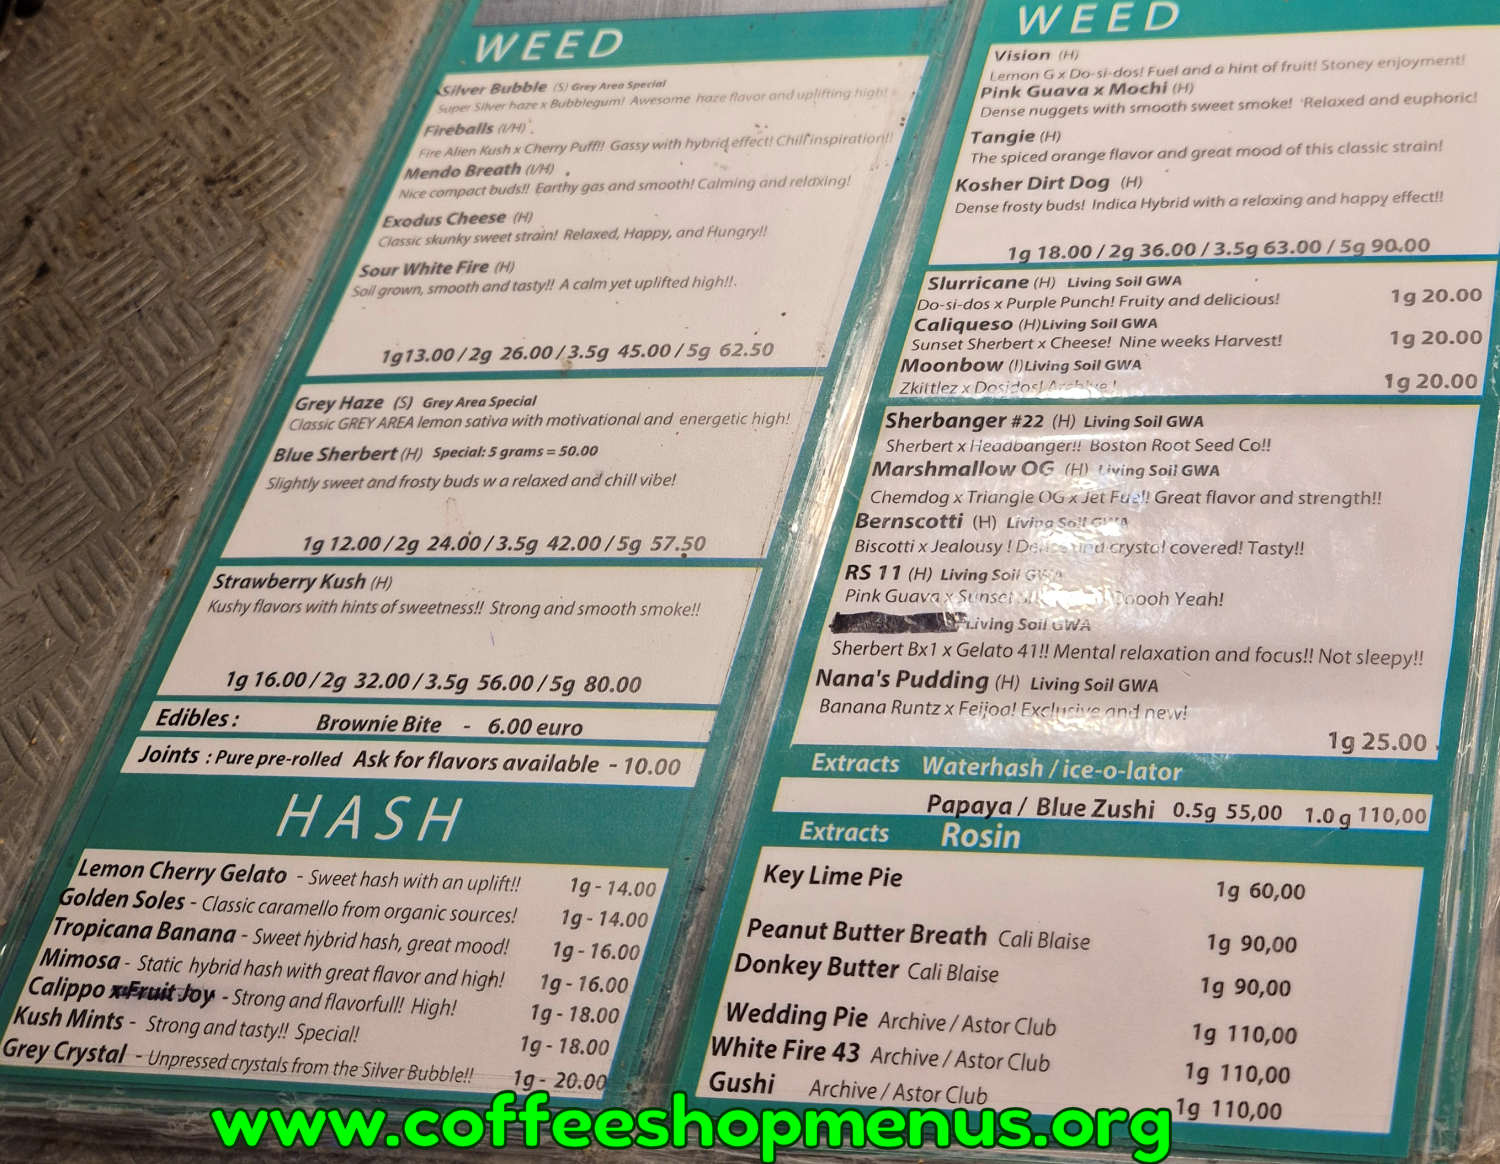 WEED
Silver Bubble (S) Grey Area Special
Super Silver haze x Bubblegum! Awesome haze flavor and uplifting high!
Fireballs (I/H)
Fire Alien Kush x Cherry Puff!! Gassy with hybrid effect! Chill inspiration!!
Mendo Breath (I/H)
Nice compact buds!! Earthy gas and smooth! Calming and relaxing!
Exodus Cheese (H)
Classic skunky sweet strain! Relaxed, Happy, and Hungry!!
Sour White Fire (H)
Soil grown, smooth and tasty!! A calm yet uplifted high!!.
1g13.00 / 2g 26.00 / 3.5g 45.00 / 5g 62.50
Grey Haze (S) Grey Area Special
Classic GREY AREA lemon sativa with motivational and energetic high!
Blue Sherbert (H) Special: 5 grams = 50.00
Slightly sweet and frosty buds w a relaxed and chill vibe!
1g 12.00 / 2g 24.00 / 3.5g 42.00 / 5g 57.50
Strawberry Kush (H)
Kushy flavors with hints of sweetness!! Strong and smooth smoke!!
1g 16.00 / 2g 32.00 / 3.5g 56.00 / 5g 80.00
Edibles : Brownie Bite - 6.00 euro
Joints : Pure pre-rolled Ask for flavors available - 10.00
HASH
Lemon Cherry Gelato - Sweet hash with an uplift!! 1g - 14.00
Golden Soles - Classic caramello from organic sources! 1g - 14.00
Tropicana Banana - Sweet hybrid hash, great mood! 1g - 16.00
Mimosa - Static hybrid hash with great flavor and high! 1g - 16.00
Calippo x Fruit Joy - Strong and flavorfull! High! 1g - 18.00
Kush Mints - Strong and tasty!! Special! 1g - 18.00
Grey Crystal - Unpressed crystals from the Silver Bubble!! 1g - 20.00
WEED
Vision (H)
Lemon G x Do-si-dos! Fuel and a hint of fruit! Stoney enjoyment!
Pink Guava x Mochi (H)
Dense nuggets with smooth sweet smoke! Relaxed and euphoric!
Tangie (H)
The spiced orange flavor and great mood of this classic strain!
Kosher Dirt Dog (H)
Dense frosty buds! Indica Hybrid with a relaxing and happy effect!!
1g 18.00 / 2g 36.00 / 3.5g 63.00 / 5g 90.00
Slurricane (H) Living Soil GWA
Do-si-dos x Purple Punch! Fruity and delicious! 1g 20.00
Caliqueso (H)Living Soil GWA
Sunset Sherbert x Cheese! Nine weeks Harvest! 1g 20.00
Moonbow (I)Living Soil GWA
Zkittlez x Dosidos! Archive ! 1g 20.00
Sherbanger #22 (H) Living Soil GWA
Sherbert x Headbanger!! Boston Root Seed Co!!
Marshmallow OG (H) Living Soil GWA
Chemdog x Triangle OG x Jet Fuel! Great flavor and strength!!
Bernscotti (H) Living Soil GWA
Biscotti x Jealousy ! Dense and crystal covered! Tasty!!
RS 11 (H) Living Soil GWA
Pink Guava x Sunset Yeah!
Living Soil GWA
Sherbert Bx1 x Gelato 41!! Mental relaxation and focus!! Not sleepy!!
Nana's Pudding (H) Living Soil GWA
Banana Runtz x Feijoa! Exclusive and new!
1g 25.00
Extracts Waterhash / ice-o-lator
Papaya / Blue Zushi 0.5g 55,00 1.0 g 110,00
Extracts Rosin
Key Lime Pie 1g 60,00
Peanut Butter Breath Cali Blaise 1g 90,00
Donkey Butter Cali Blaise 1g 90,00
Wedding Pie Archive / Astor Club 1g 110,00
White Fire 43 Archive / Astor Club 1g 110,00
Gushi Archive / Astor Club 1g 110,00
www.coffeeshopmenus.org